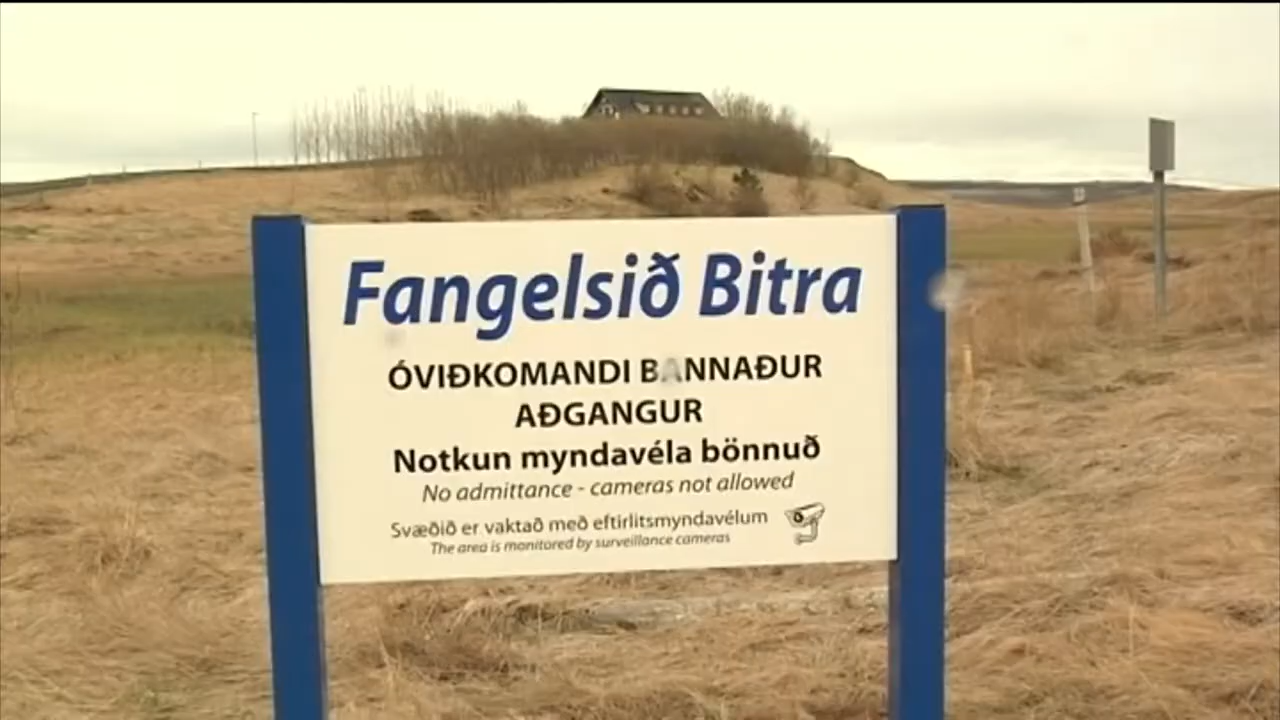 Fangelsið Bitra
ÓVIÐKOMANDI BANNAÐUR
AÐGANGUR
Notkun myndavéla bönnuð
No admittance - cameras not allowed
Svæðið er vaktað með eftirlitsmyndavélum
The area is monitored by surveillance cameras